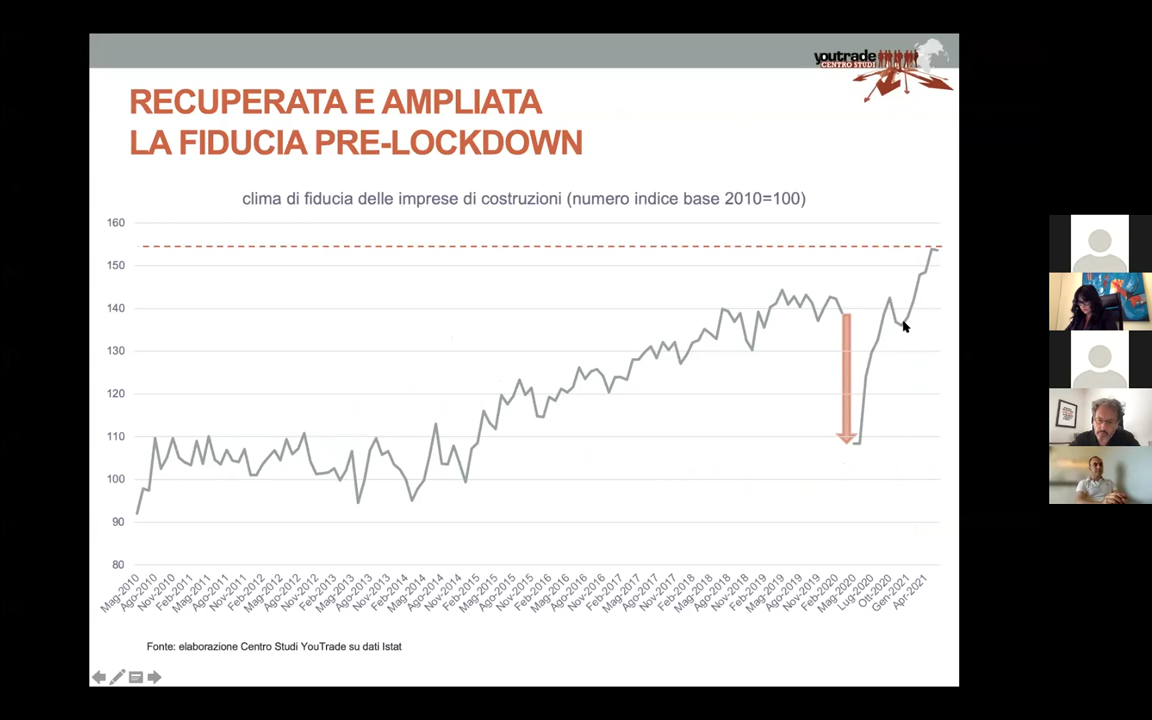 youtrade
CENTRO STUDI
RECUPERATA E AMPLIATA
LA FIDUCIA PRE-LOCKDOWN
clima di fiducia delle imprese di costruzioni (numero indice base 2010=100)
160
150
140
130
120
110
100
90
80
Mag-2010
Ago-2010
Nov-2010
Feb-2011
Mag-2011
Ago-2011
Nov-2011
Feb-2012
Mag-2012
Ago-2012
Nov-2012
Feb-2013
Mag-2013
Ago-2013
Nov-2013
Feb-2014
Mag-2014
Ago-2014
Nov-2014
Feb-2015
Mag-2015
Ago-2015
Nov-2015
Feb-2016
Mag-2016
Ago-2016
Nov-2016
Feb-2017
Mag-2017
Ago-2017
Nov-2017
Feb-2018
Mag-2018
Ago-2018
Nov-2018
Feb-2019
Mag-2019
Ago-2019
Nov-2019
Feb-2020
Mag-2020
Lug-2020
Ott-2020
Gen-2021
Apr-2021
Fonte: elaborazione Centro Studi YouTrade su dati Istat